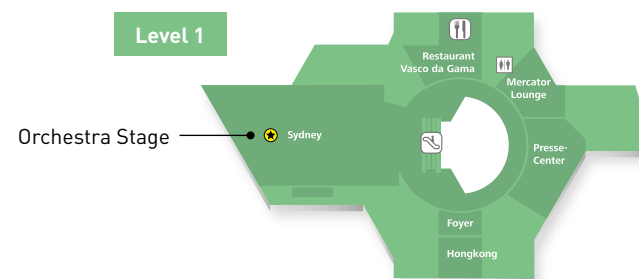 Level 1
Restaurant
Vasco da Gama
Mercator
Lounge
Orchestra Stage
Sydney
Presse-
Center
Foyer
Hongkong